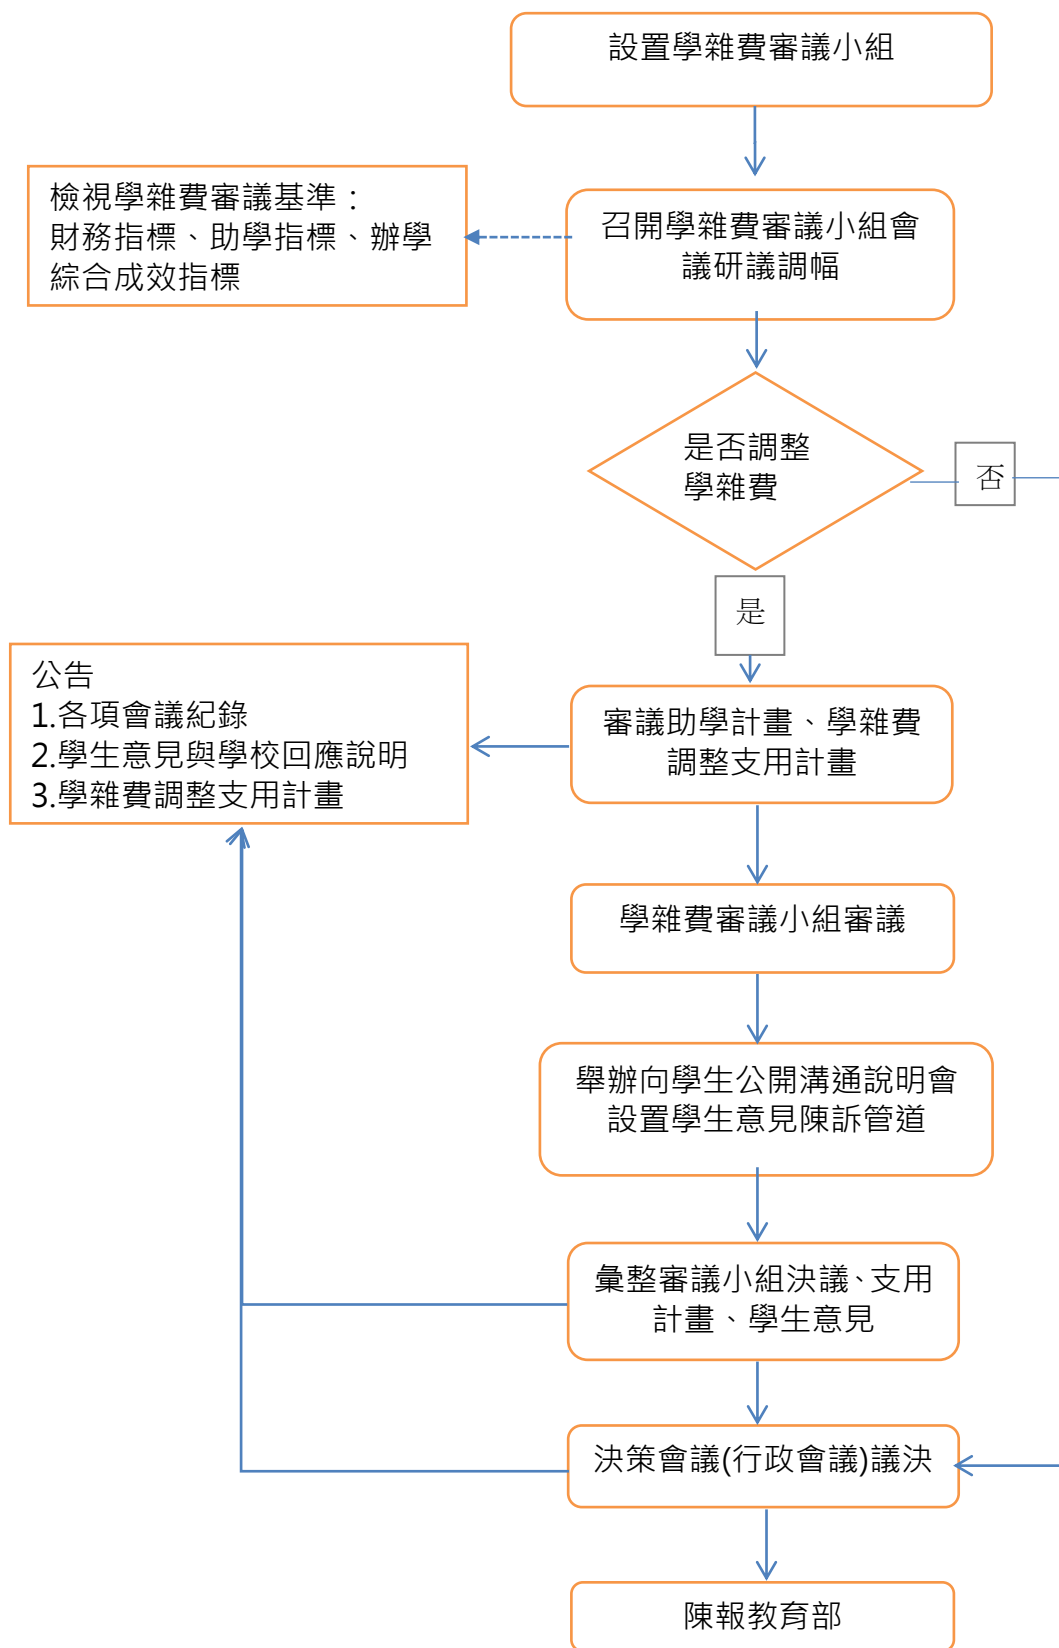 設置學雜費審議小組
檢視學雜費審議基準：
財務指標、助學指標、辦學
綜合成效指標
召開學雜費審議小組會
議研議調幅
是否調整
學雜費
否
是
公告
1.各項會議紀錄
2.學生意見與學校回應說明
3.學雜費調整支用計畫
審議助學計畫、學雜費
調整支用計畫
學雜費審議小組審議
舉辦向學生公開溝通說明會
設置學生意見陳訴管道
彙整審議小組決議、支用
計畫、學生意見
決策會議(行政會議)議決
陳報教育部